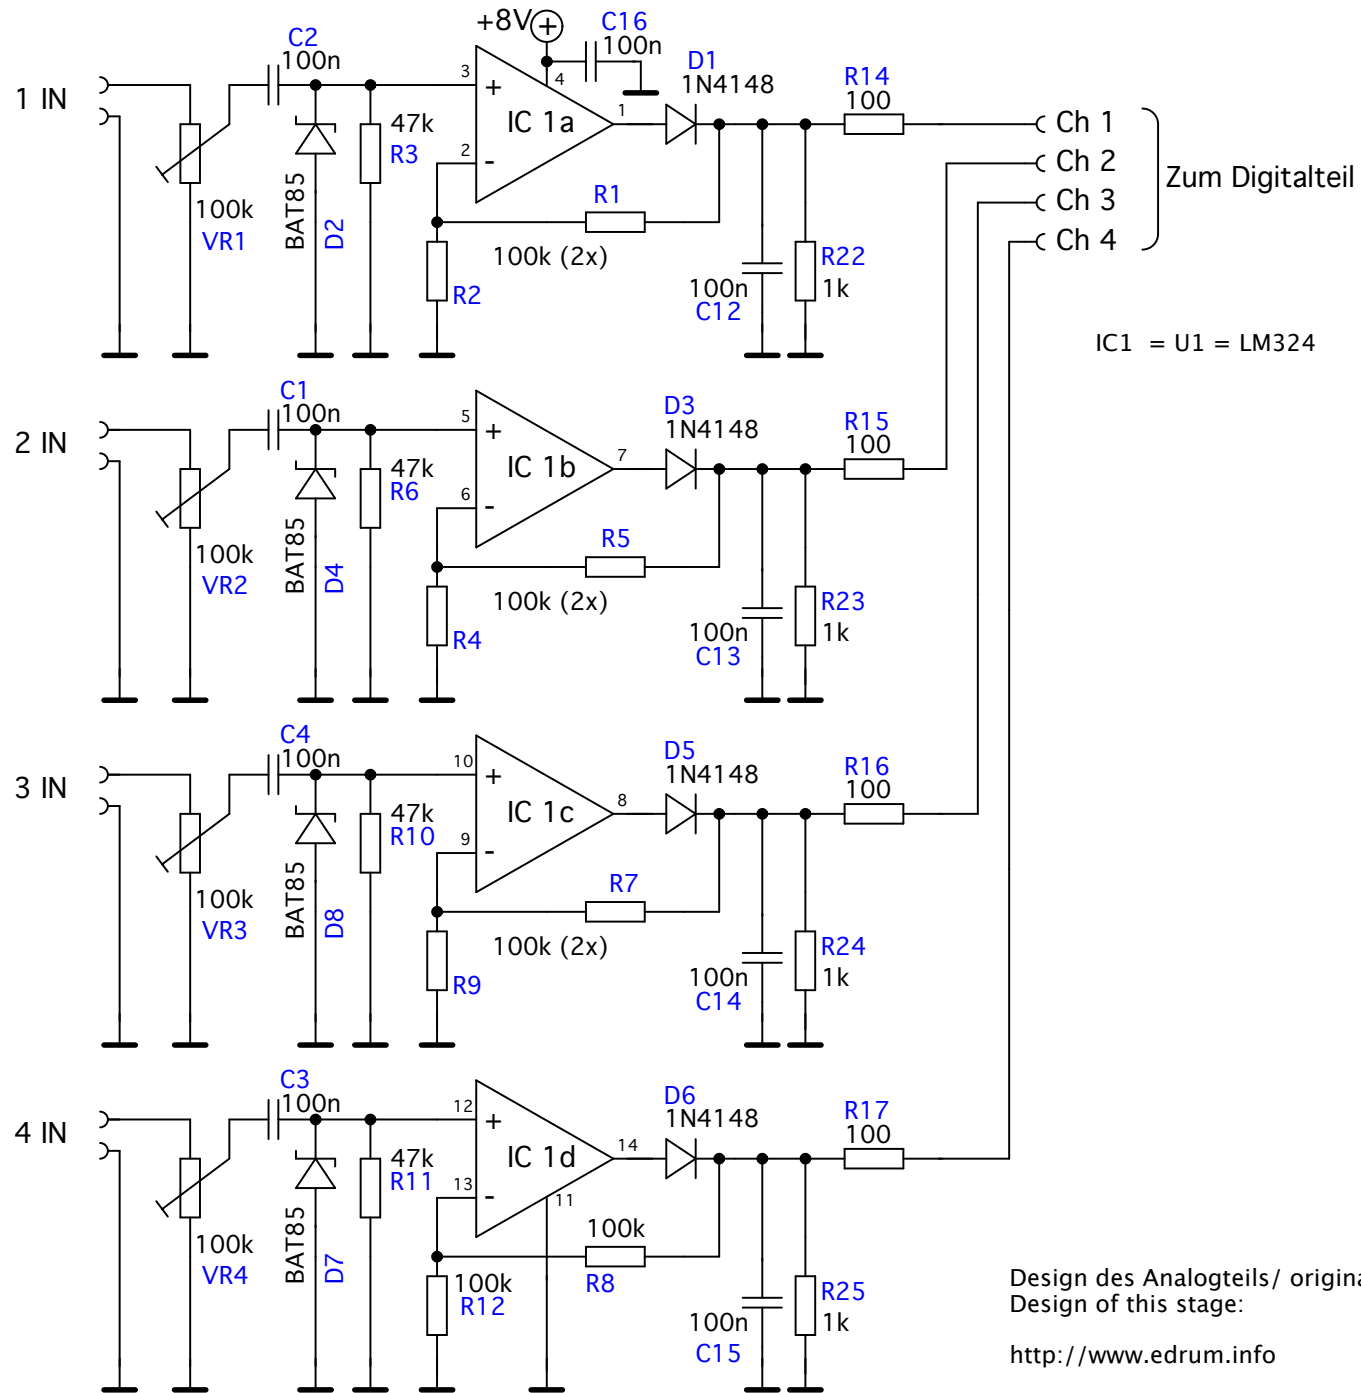 +8V
C16
100n
C2
100n
D1
1N4148
R14
100
1 IN
3
+
4
IC 1a
1
2
-
47k
R3
100k
VR1
BAT85
D2
R1
100k (2x)
R2
100n
C12
R22
1k
Ch 1
Ch 2
Ch 3
Ch 4
Zum Digitalteil
IC1 = U1 = LM324
C1
100n
D3
1N4148
R15
100
2 IN
5
+
IC 1b
7
6
-
47k
R6
100k
VR2
BAT85
D4
R5
100k (2x)
R4
100n
C13
R23
1k
C4
100n
D5
1N4148
R16
100
3 IN
10
+
IC 1c
8
9
-
47k
R10
100k
VR3
BAT85
D8
R7
100k (2x)
R9
100n
C14
R24
1k
C3
100n
D6
1N4148
R17
100
4 IN
12
+
IC 1d
14
13
-
11
47k
R11
100k
VR4
BAT85
D7
100k
R8
100k
R12
100n
C15
R25
1k
Design des Analogteils/ origina
Design of this stage:
http://www.edrum.info